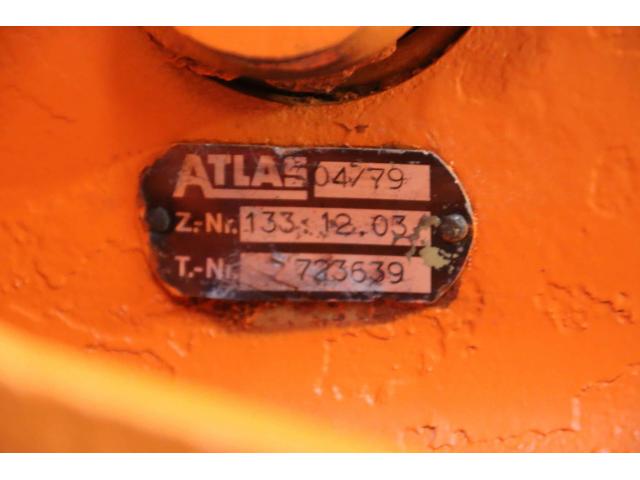 ATLAS 04/79
Z.-Nr. 133.12.03
T.-Nr. 723639